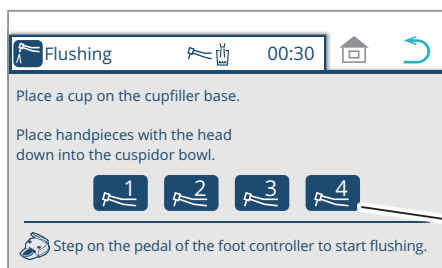 Flushing 00:30
Place a cup on the cupfiller base.
Place handpieces with the head
down into the cuspidor bowl.
1 2 3 4
Step on the pedal of the foot controller to start flushing.